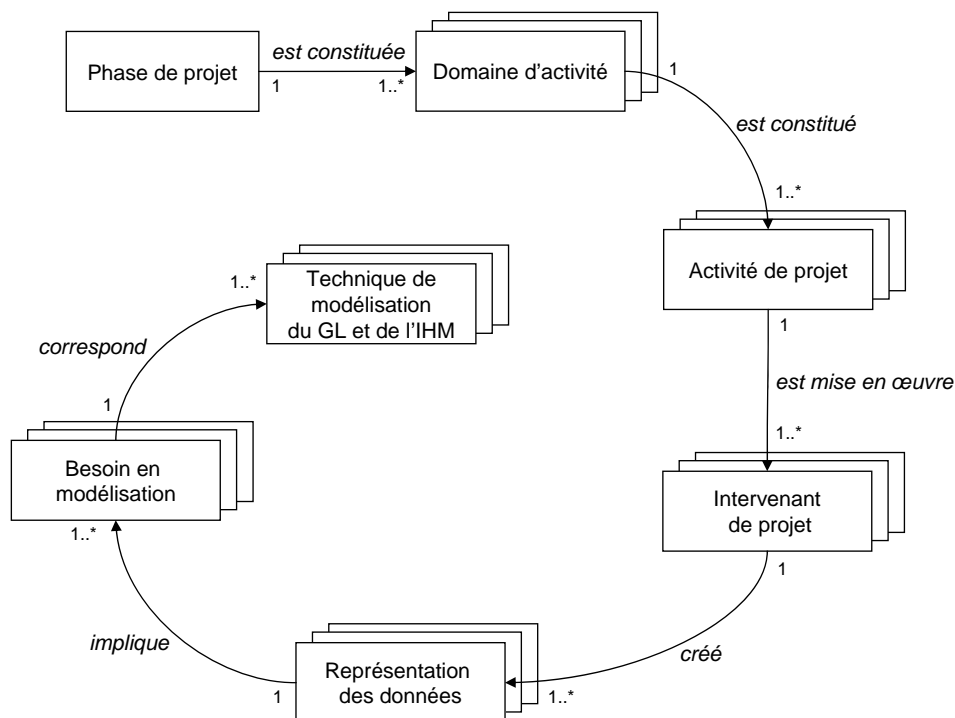 est constituée
Phase de projet
1
1..*
Domaine d'activité
1
est constitué
1..*
Activité de projet
1
est mise en œuvre
1..*
Intervenant
de projet
1
créé
1..*
Représentation
des données
1
implique
1..*
Besoin en
modélisation
1
correspond
1..*
Technique de
modélisation
du GL et de l'IHM